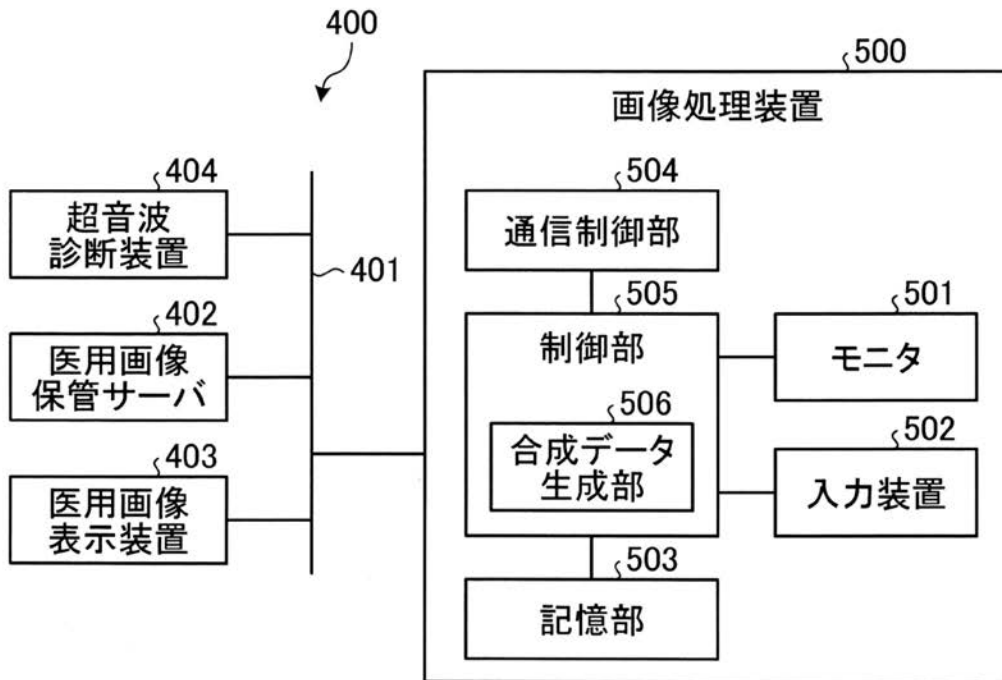 400
500
画像処理装置
404
超音波
診断装置
401
402
医用画像
保管サーバ
403
医用画像
表示装置
504
通信制御部
505
制御部
506
合成データ
生成部
501
モニタ
502
入力装置
503
記憶部